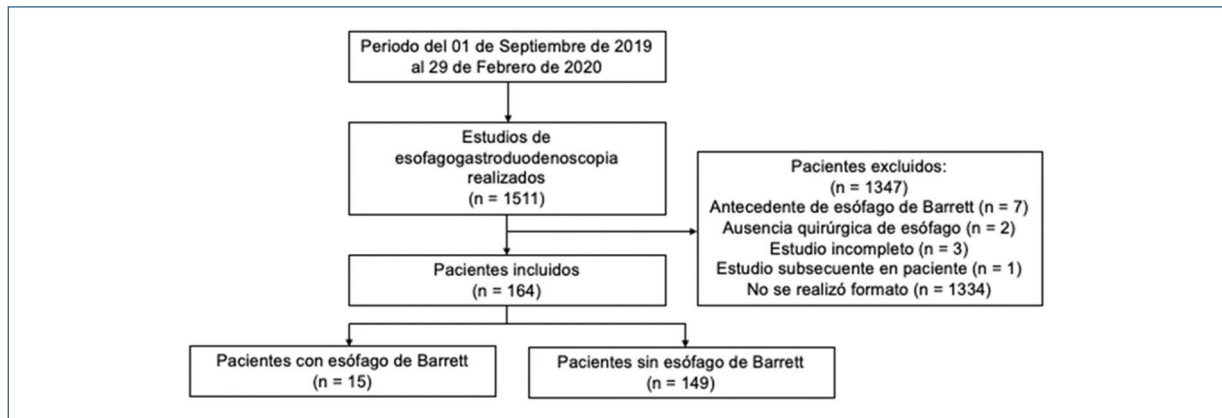 Periodo del 01 de Septiembre de 2019
al 29 de Febrero de 2020
Estudios de
esofagogastroduodenoscopia
realizados
(n = 1511)
Pacientes excluidos:
(n = 1347)
Antecedente de esófago de Barrett (n = 7)
Ausencia quirúrgica de esófago (n = 2)
Estudio incompleto (n = 3)
Estudio subsecuente en paciente (n = 1)
No se realizó formato (n = 1334)
Pacientes incluidos
(n = 164)
Pacientes con esófago de Barrett
(n = 15)
Pacientes sin esófago de Barrett
(n = 149)